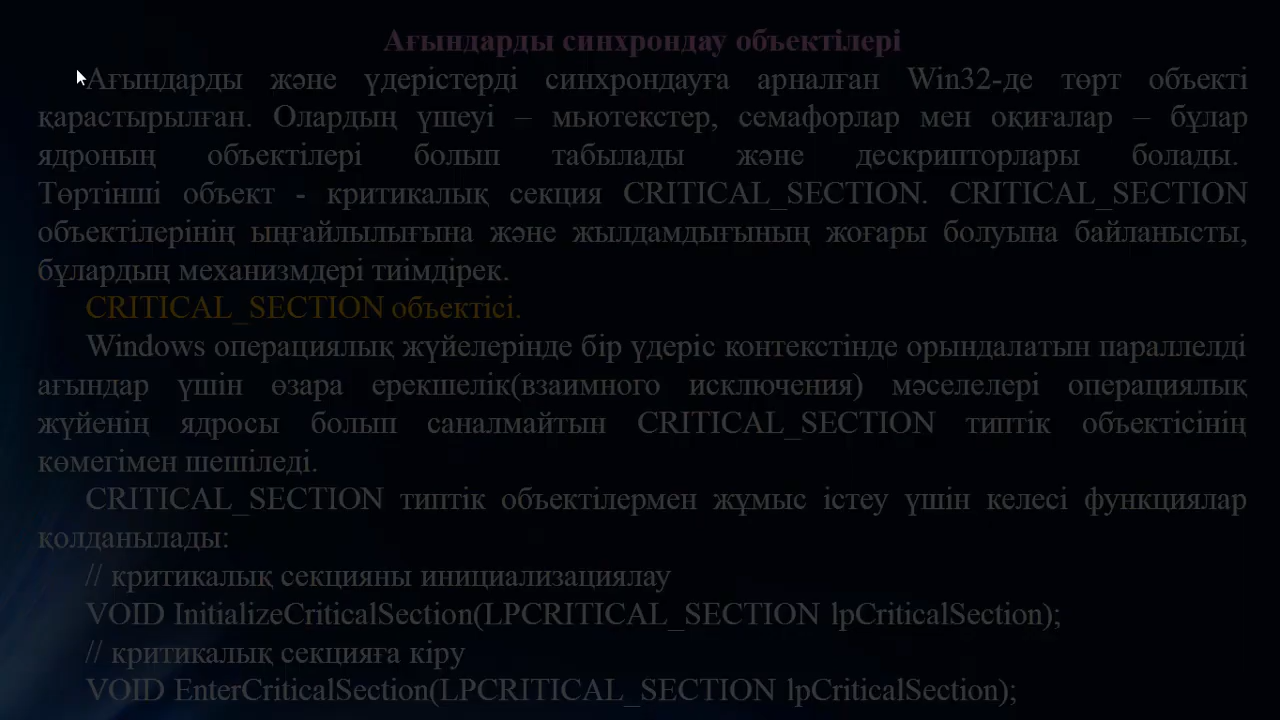 Ағындарды синхрондау объектілері
Ағындарды және үдерістерді синхрондауға арналған Win32-де төрт объекті
қарастырылған. Олардың үшеуі – мьютекстер, семафорлар мен оқиғалар – бұлар
ядроның объектілері болып табылады және дескрипторлары болады.
Төртінші объект - критикалық секция CRITICAL_SECTION. CRITICAL_SECTION
объектілерінің ыңғайлылығына және жылдамдығының жоғары болуына байланысты,
бұлардың механизмдері тиімдірек.
CRITICAL_SECTION объектісі.
Windows операциялық жүйелерінде бір үдеріс контекстінде орындалатын параллелді
ағындар үшін өзара ерекшелік(взаимного исключения) мәселелері операциялық
жүйенің ядросы болып саналмайтын CRITICAL_SECTION типтік объектісінің
көмегімен шешіледі.
CRITICAL_SECTION типтік объектілермен жұмыс істеу үшін келесі функциялар
қолданылады:
// критикалық секцияны инициализациялау
VOID InitializeCriticalSection(LPCRITICAL_SECTION lpCriticalSection);
// критикалық секцияға кіру
VOID EnterCriticalSection(LPCRITICAL_SECTION lpCriticalSection);